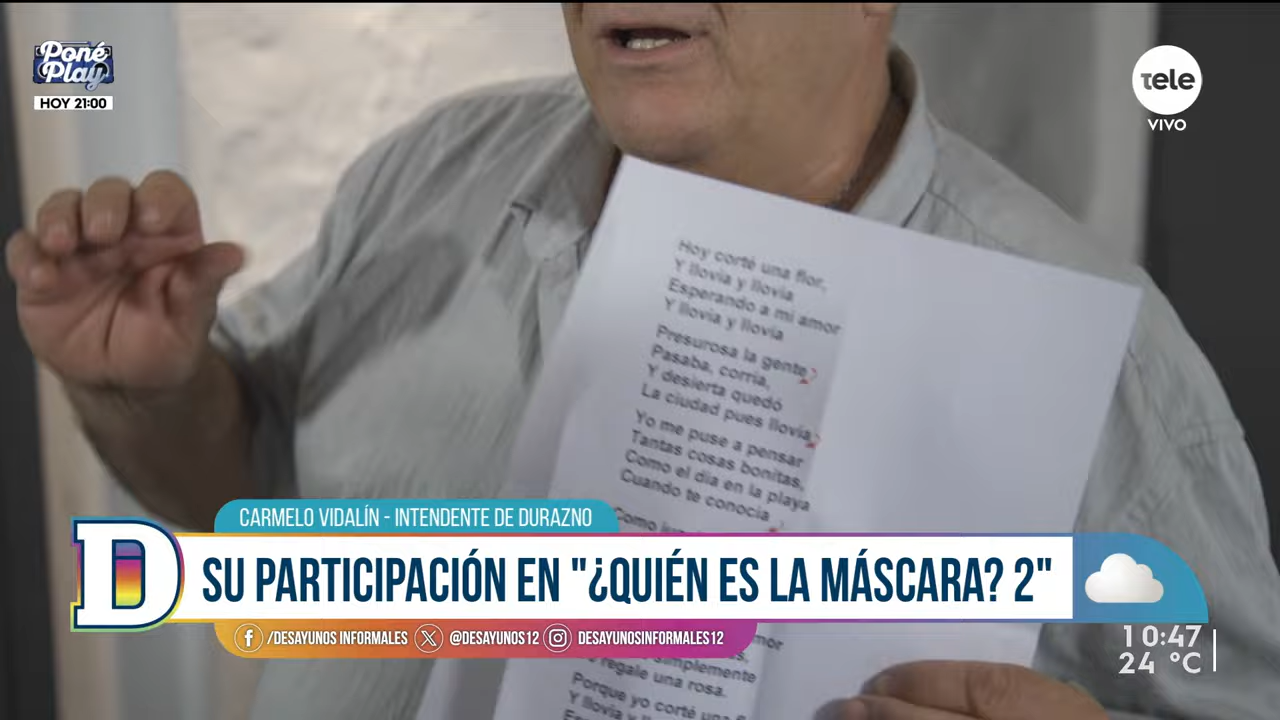 Poné
Play
HOY 21:00
tele
VIVO
Hoy corté una flor,
Y llovía y llovía
Esperando a mi amor
Y llovía y llovía
Presurosa la gente
Pasaba, corría,
Y desierta quedó
La ciudad pues llovía
Yo me puse a pensar
Tantas cosas bonitas,
Como el día en la playa
Cuando te conocía
Como
CARMELO VIDALÍN - INTENDENTE DE DURAZNO
D
SU PARTICIPACIÓN EN "¿QUIÉN ES LA MÁSCARA? 2"
/DESAYUNOS INFORMALES
@DESAYUNOS12
DESAYUNOSINFORMALES12
simplemente
regale una rosa.
Porque yo corté una
Y llovía y
10:47
24 °C